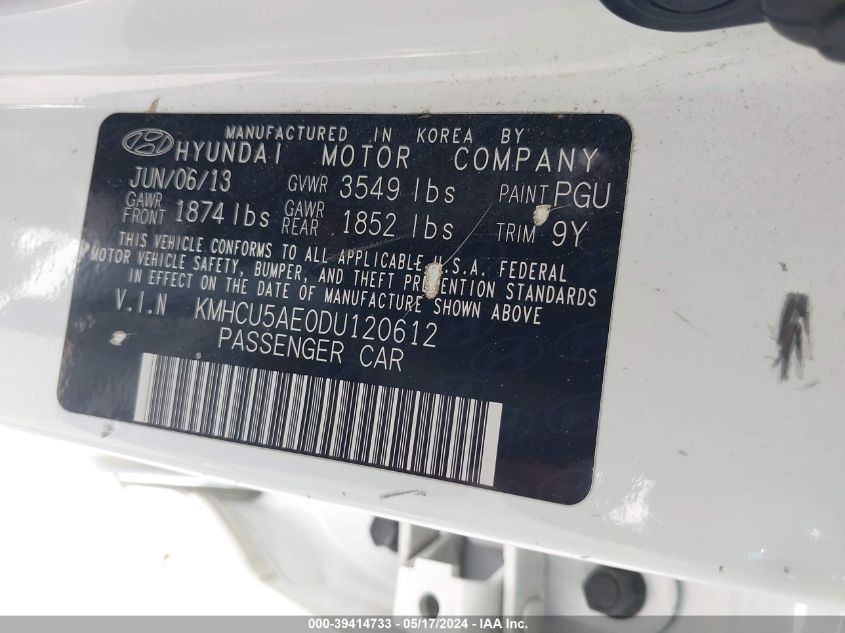 MANUFACTURED IN KOREA BY
HYUNDAI MOTOR COMPANY
JUN/06/13 GVWR 3549 lbs PAINT PGU
GAWR FRONT 1874 lbs GAWR REAR 1852 lbs TRIM 9Y
THIS VEHICLE CONFORMS TO ALL APPLICABLE U.S.A. FEDERAL
MOTOR VEHICLE SAFETY, BUMPER, AND THEFT PREVENTION STANDARDS
IN EFFECT ON THE DATE OF MANUFACTURE SHOWN ABOVE
V.I.N KMHCU5AE0DU120612
PASSENGER CAR
000-39414733 - 05/17/2024 - IAA Inc.